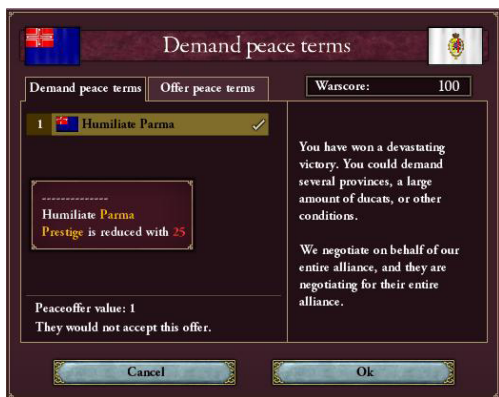 Demand peace terms
Demand peace terms
Offer peace terms
Warscore: 100
1 Humiliate Parma
--------------
Humiliate Parma
Prestige is reduced with 25
You have won a devastating
victory. You could demand
several provinces, a large
amount of ducats, or other
conditions.
We negotiate on behalf of our
entire alliance, and they are
negotiating for their entire
alliance.
Peaceoffer value: 1
They would not accept this offer.
Cancel
Ok